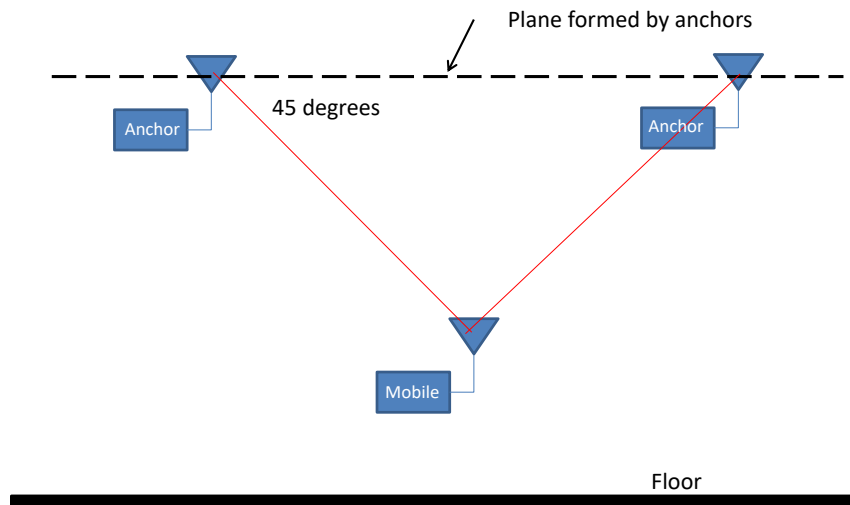 Plane formed by anchors
45 degrees
Anchor
Anchor
Mobile
Floor